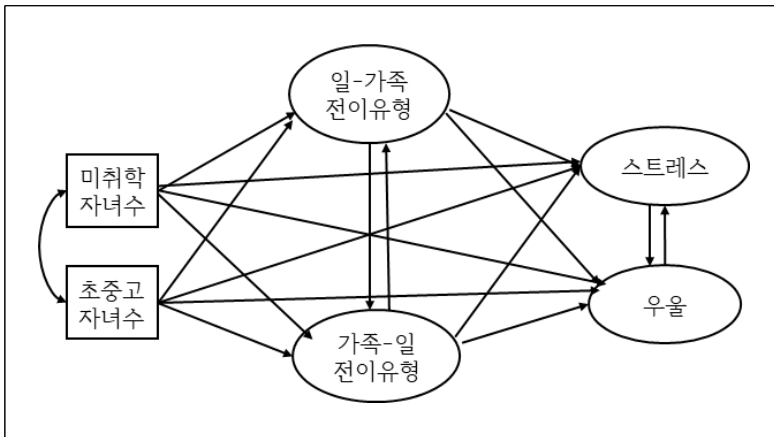 일-가족
전이유형
미취학
자녀수
스트레스
초중고
자녀수
우울
가족-일
전이유형